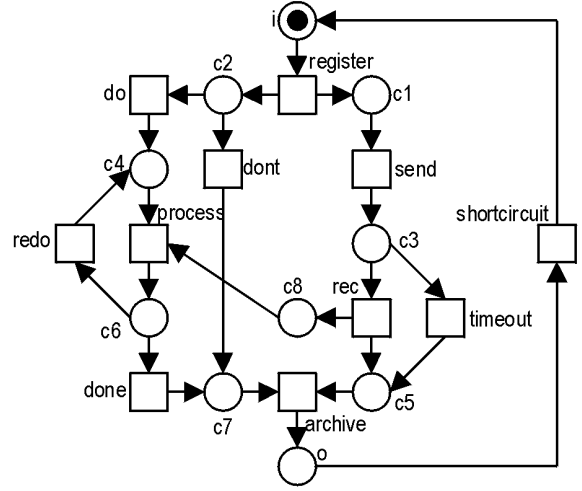 i
c2
register
do
c1
c4
dont
send
process
shortcircuit
redo
c3
c8
rec
timeout
c6
done
c7
c5
archive
o